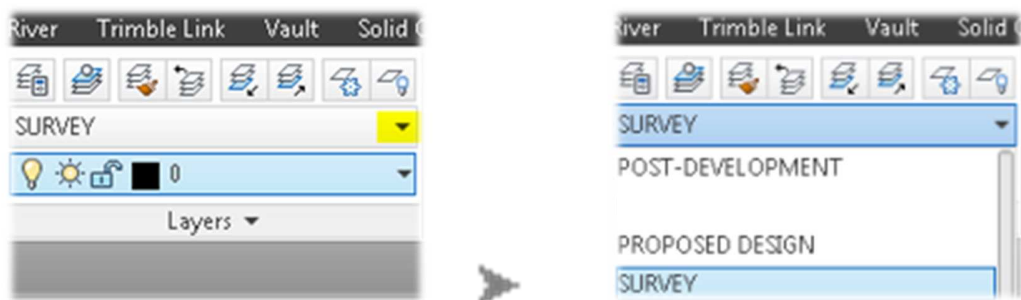 River Trimble Link Vault Solid
SURVEY
0
Layers
River Trimble Link Vault Solid
SURVEY
POST-DEVELOPMENT
PROPOSED DESIGN
SURVEY